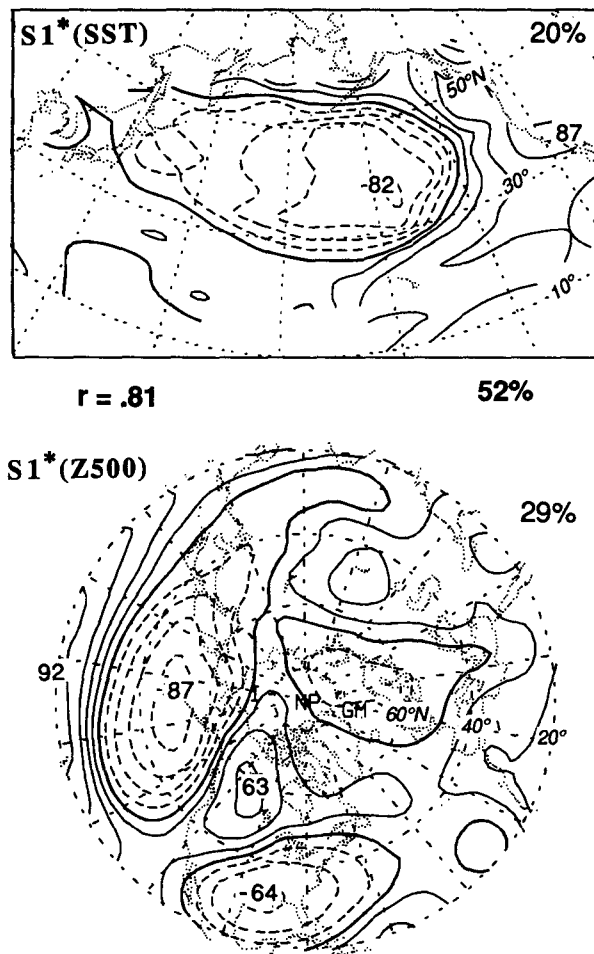 S1*(SST) 20%
50°N
87
-82
30°
10°
r = .81 52%
S1*(Z500)
29%
92
-87
NP GM 60°N 40° 20°
63
-64